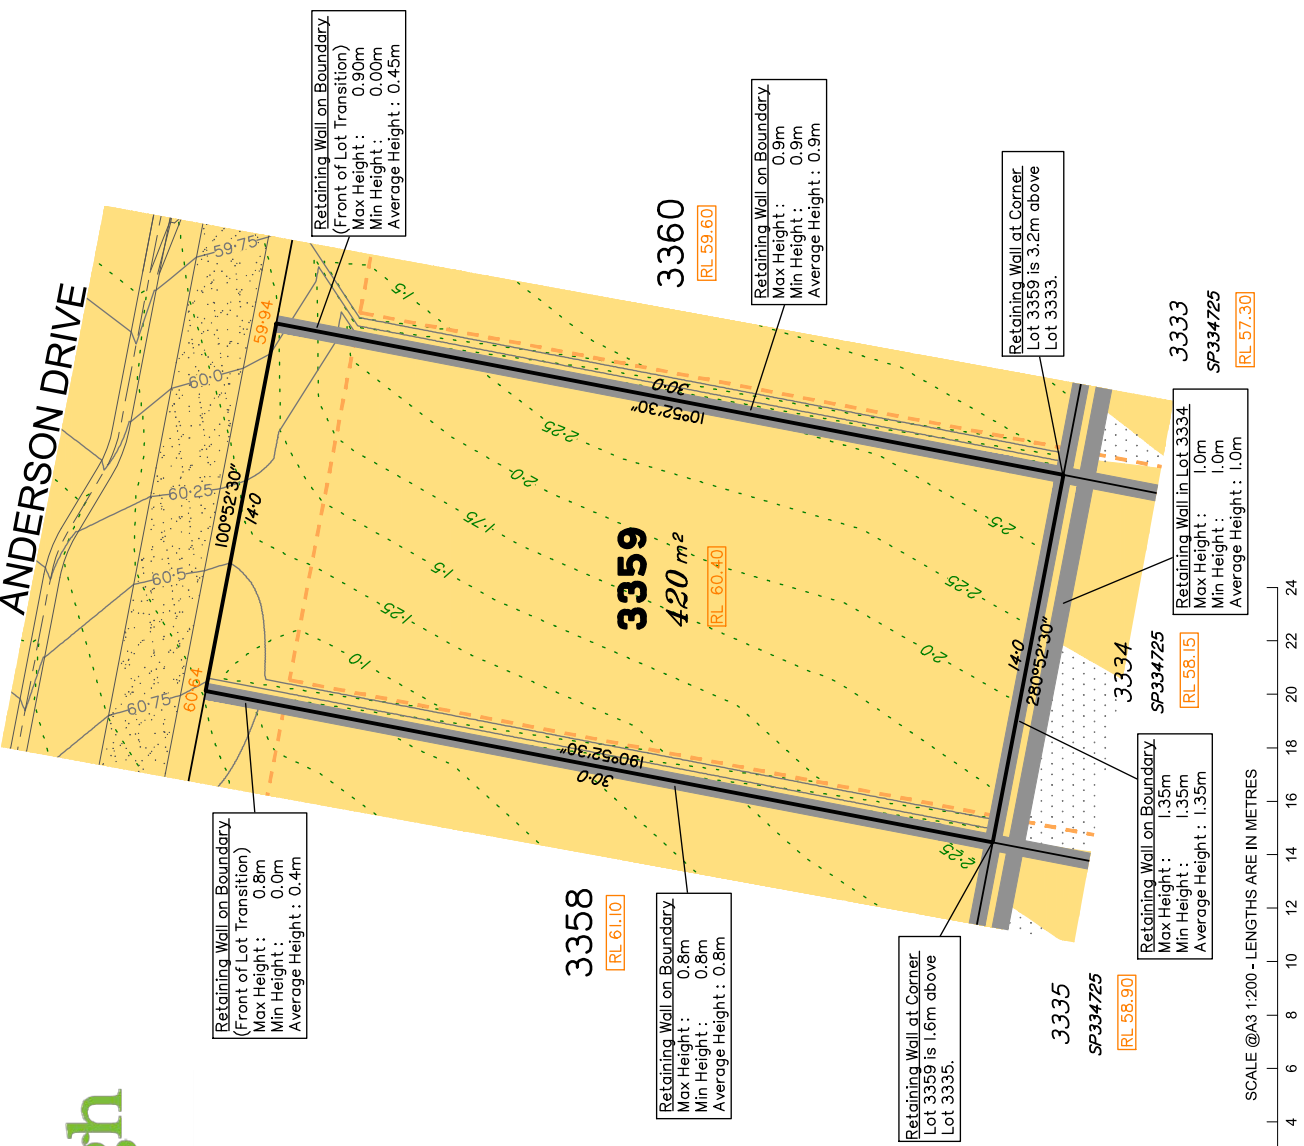 ANDERSON DRIVE
Retaining Wall on Boundary
(Front of Lot Transition)
Max Height : 0.90m
Min Height : 0.00m
Average Height : 0.45m
Retaining Wall on Boundary
Max Height : 0.9m
Min Height : 0.9m
Average Height : 0.9m
Retaining Wall at Corner
Lot 3359 is 3.2m above
Lot 3333.
3360
RL 59.60
3333
SP334725
RL 57.30
59·75
59·94
60·0
60·25
60·5
60·75
60·64
100°52'30"
14·0
1·5
30·0
10°52'30"
2·25
2·0
1·75
1·5
1·25
1·0
3359
420 m²
RL 60.40
2·5
2·25
2·0
2·25
14·0
280°52'30"
190°52'30"
30·0
Retaining Wall in Lot 3334
Max Height : 1.0m
Min Height : 1.0m
Average Height : 1.0m
3334
SP334725
RL 58.15
Retaining Wall on Boundary
(Front of Lot Transition)
Max Height : 0.8m
Min Height : 0.0m
Average Height : 0.4m
3358
RL 61.10
Retaining Wall on Boundary
Max Height : 0.8m
Min Height : 0.8m
Average Height : 0.8m
Retaining Wall at Corner
Lot 3359 is 1.6m above
Lot 3335.
Retaining Wall on Boundary
Max Height : 1.35m
Min Height : 1.35m
Average Height : 1.35m
3335
SP334725
RL 58.90
SCALE @A3 1:200 - LENGTHS ARE IN METRES
4 6 8 10 12 14 16 18 20 22 24